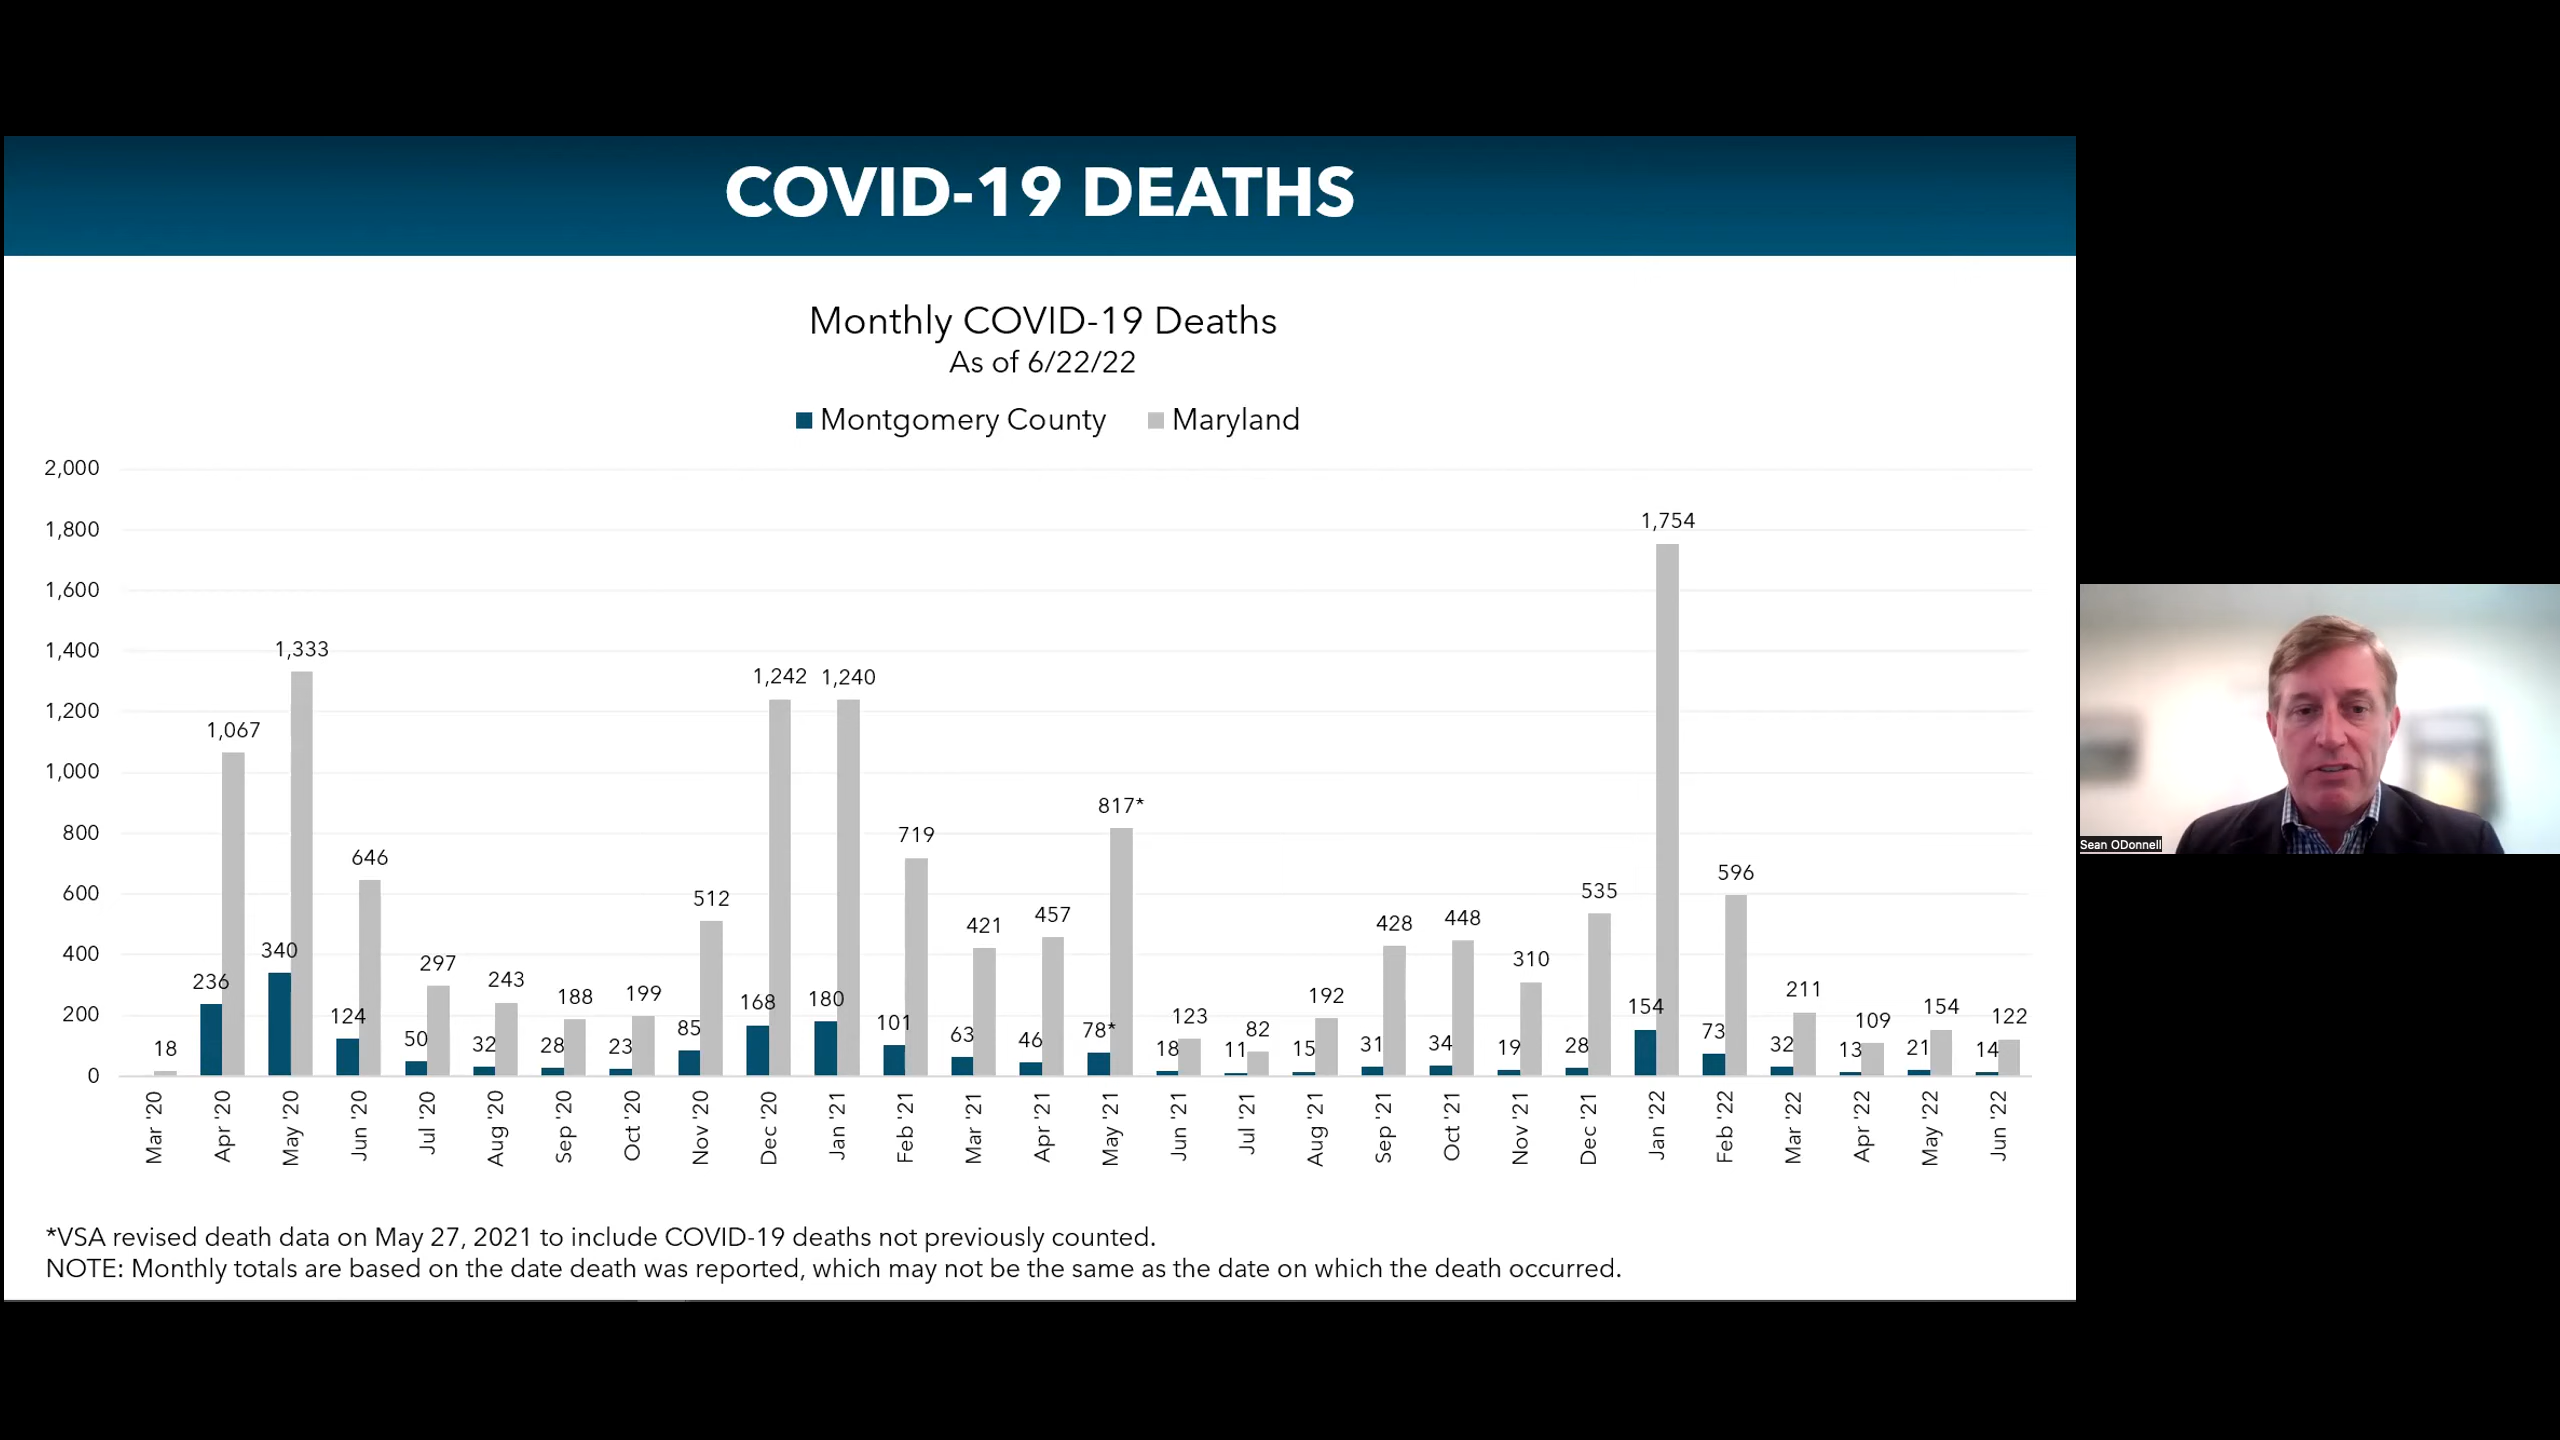 COVID-19 DEATHS
Monthly COVID-19 Deaths
As of 6/22/22
Montgomery County Maryland
2,000
1,800
1,600
1,400
1,200
1,000
800
600
400
200
0
18
236 1,067
340 1,333
124 646
50 297
32 243
28 188
23 199
85 512
168 1,242
180 1,240
101 719
63 421
46 457
78* 817*
18 123
11 82
15 192
31 428
34 448
19 310
28 535
154 1,754
73 596
32 211
13 109
21 154
14 122
Mar '20
Apr '20
May '20
Jun '20
Jul '20
Aug '20
Sep '20
Oct '20
Nov '20
Dec '20
Jan '21
Feb '21
Mar '21
Apr '21
May '21
Jun '21
Jul '21
Aug '21
Sep '21
Oct '21
Nov '21
Dec '21
Jan '22
Feb '22
Mar '22
Apr '22
May '22
Jun '22
*VSA revised death data on May 27, 2021 to include COVID-19 deaths not previously counted.
NOTE: Monthly totals are based on the date death was reported, which may not be the same as the date on which the death occurred.
Sean ODonnell